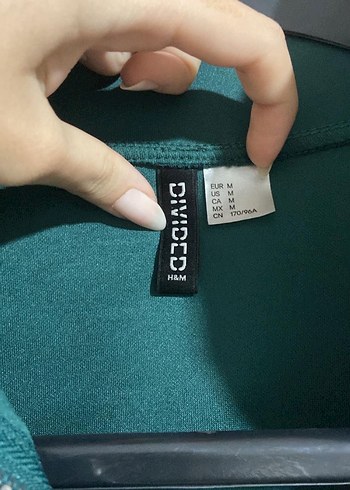 DIVIDED
H&M
EUR M
US M
CA M
MX M
CN 170/96A